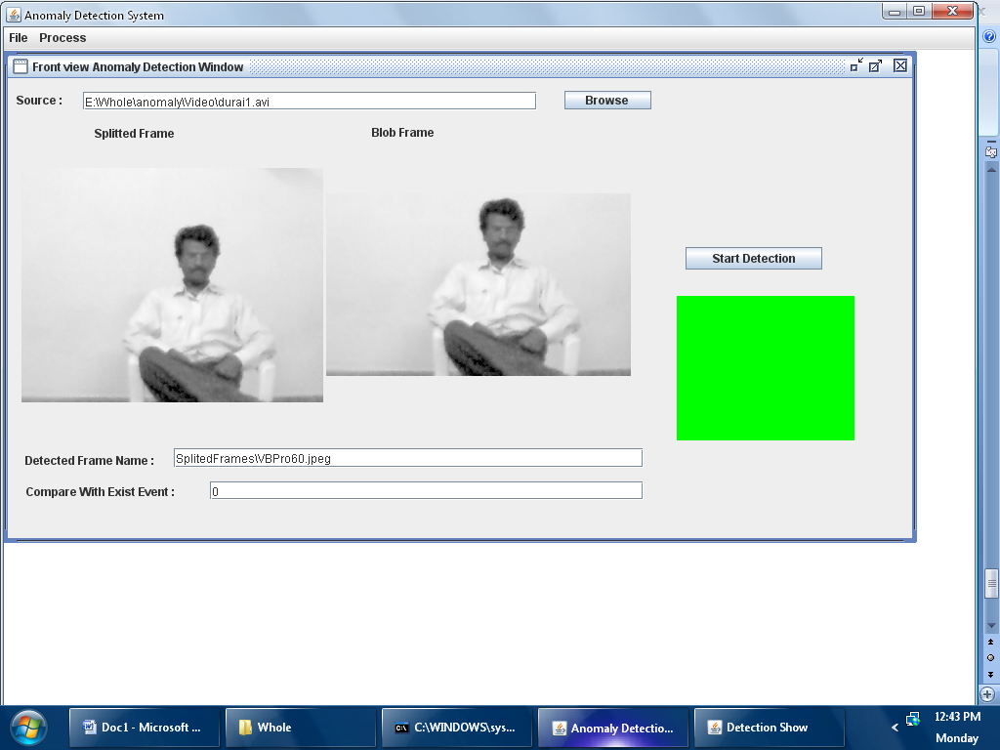 Anomaly Detection System
File Process
Front view Anomaly Detection Window
Source : E:\Whole\anomaly\Video\durai1.avi Browse
Splitted Frame Blob Frame
Start Detection
Detected Frame Name : SplitedFrames\VBPro60.jpeg
Compare With Exist Event : 0
Doc1 - Microsoft ... Whole C:\WINDOWS\sys... Anomaly Detectio... Detection Show 12:43 PM
Monday